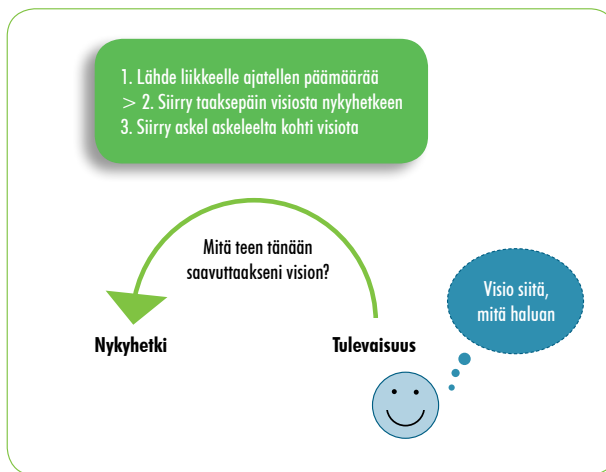 1. Lähde liikkeelle ajatellen päämäärää
> 2. Siirry taaksepäin visiosta nykyhetkeen
3. Siirry askel askeleelta kohti visiota
Mitä teen tänään
saavuttaakseni vision?
Visio siitä,
mitä haluan
Nykyhetki
Tulevaisuus